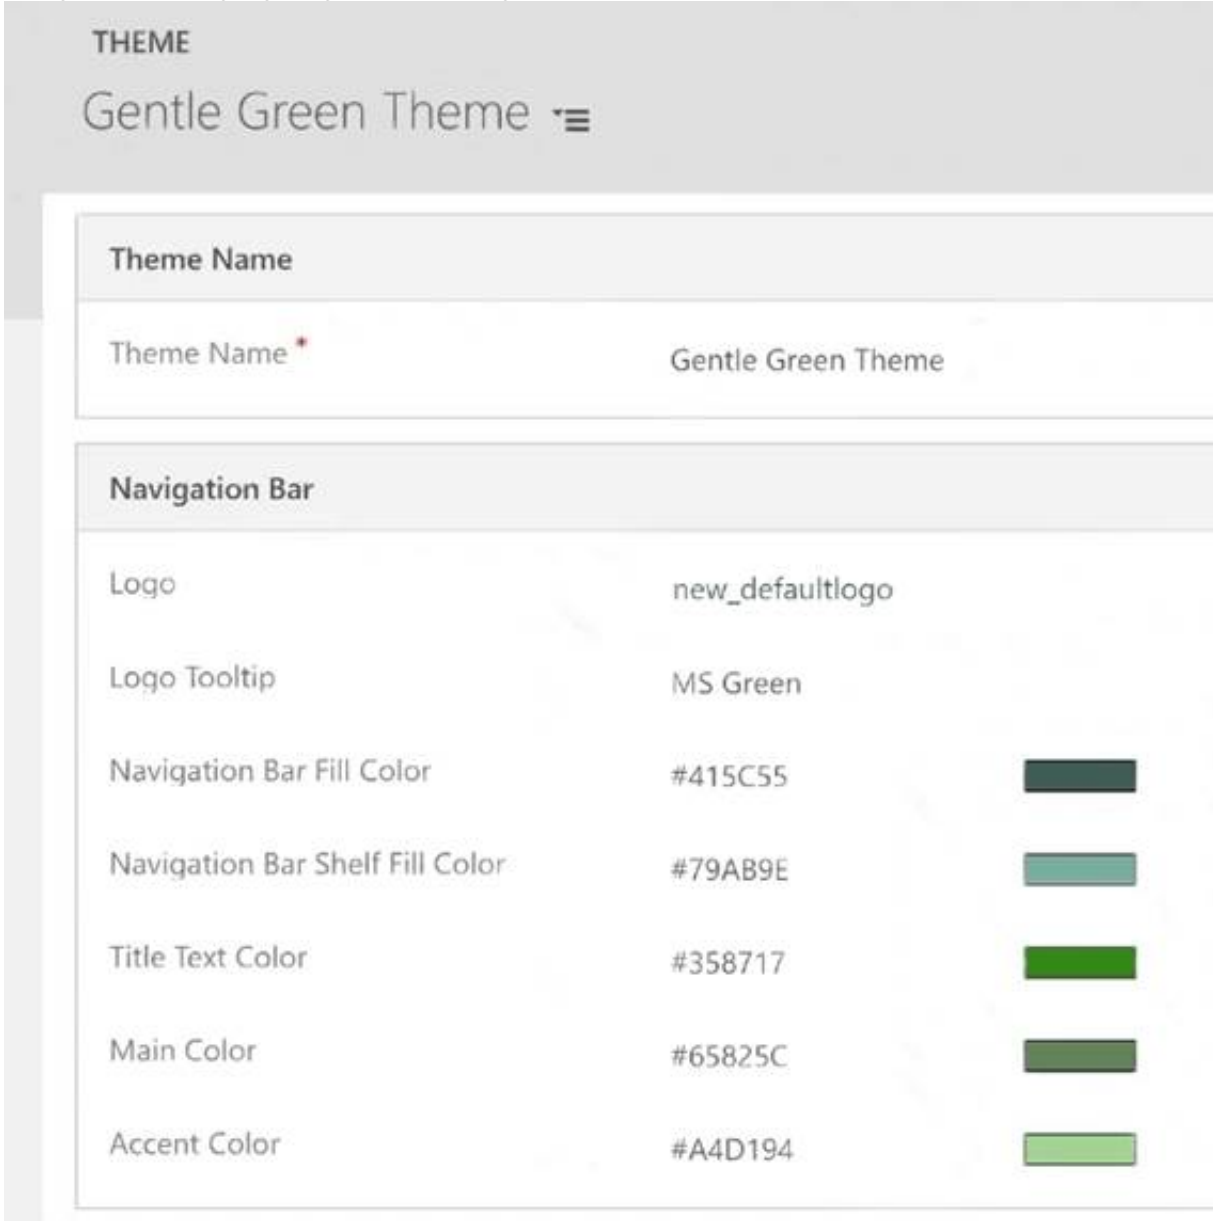 THEME
Gentle Green Theme
Theme Name
Theme Name * Gentle Green Theme
Navigation Bar
Logo new_defaultlogo
Logo Tooltip MS Green
Navigation Bar Fill Color #415C55
Navigation Bar Shelf Fill Color #79AB9E
Title Text Color #358717
Main Color #65825C
Accent Color #A4D194